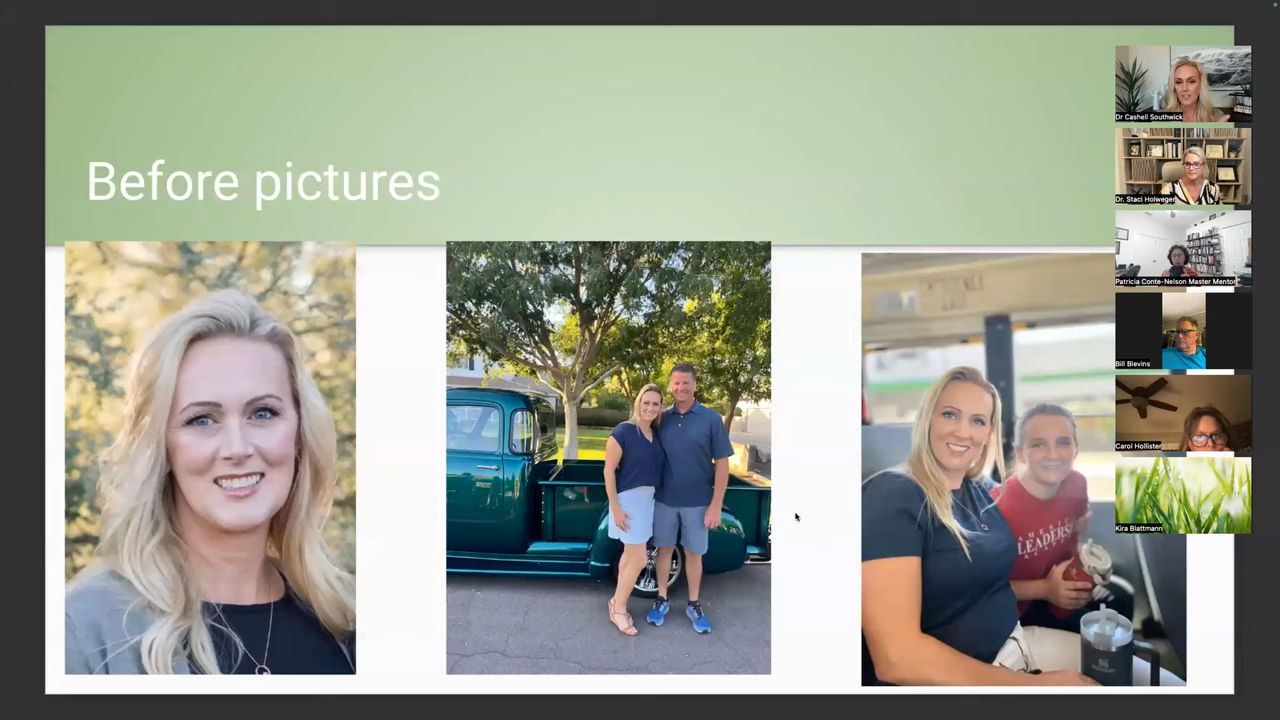 Before pictures
Dr Cashell Southwick
Dr. Staci Holweger
Patricia Conte-Nelson Master Mentor
Bill Blevins
Carol Hollister
Kira Blattmann
LEADERS